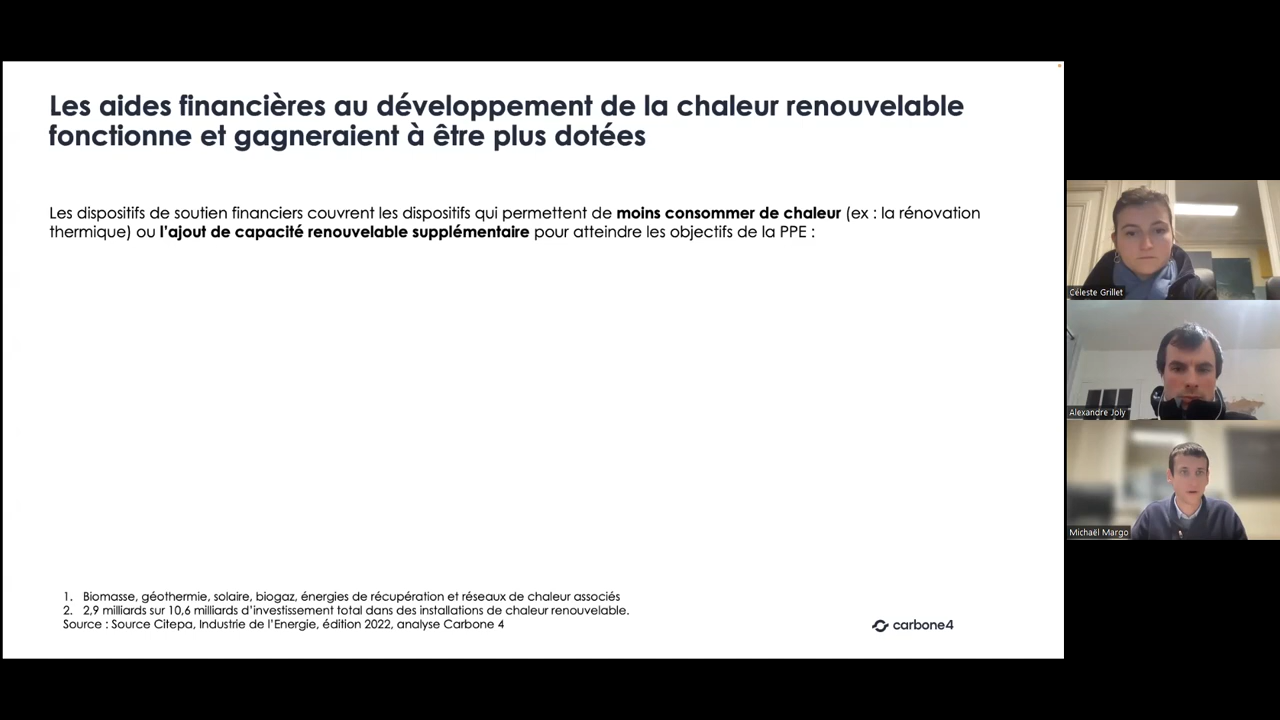 Les aides financières au développement de la chaleur renouvelable
fonctionne et gagneraient à être plus dotées
Les dispositifs de soutien financiers couvrent les dispositifs qui permettent de moins consommer de chaleur (ex : la rénovation
thermique) ou l’ajout de capacité renouvelable supplémentaire pour atteindre les objectifs de la PPE :
1. Biomasse, géothermie, solaire, biogaz, énergies de récupération et réseaux de chaleur associés
2. 2,9 milliards sur 10,6 milliards d’investissement total dans des installations de chaleur renouvelable.
Source : Source Citepa, Industrie de l’Energie, édition 2022, analyse Carbone 4
carbone4
Céleste Grillet
Alexandre Joly
Michaël Margo